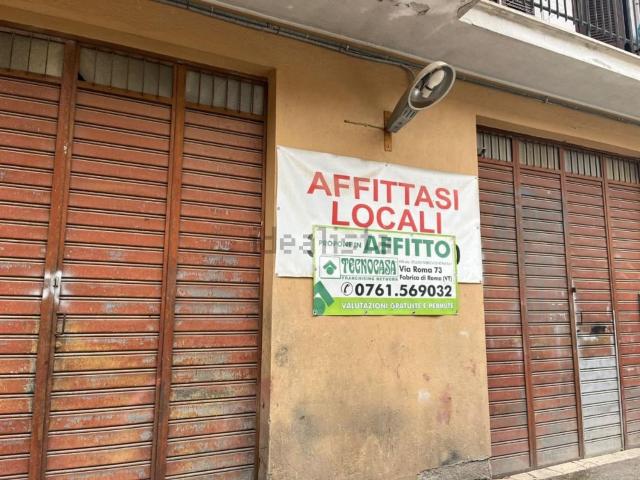 AFFITTASI
LOCALI
PROPONE IN AFFITTO
TECNOCASA
FRANCHISING NETWORK
Via Roma 73
Fabrica di Roma (VT)
0761.569032
VALUTAZIONI GRATUITE E PERMUTE
idealista